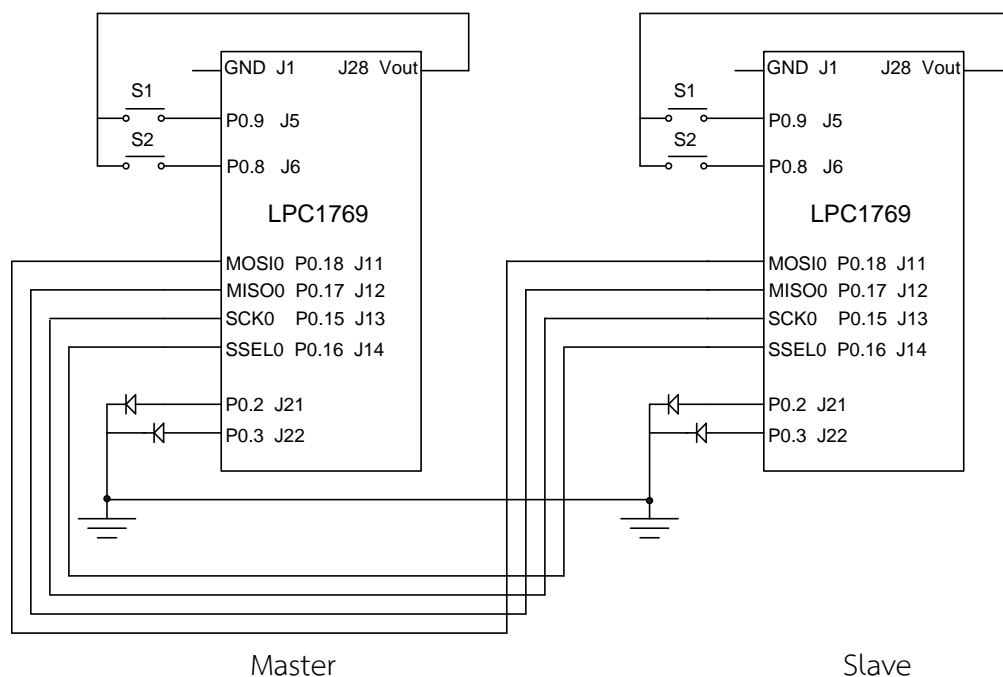 GND J1 J28 Vout
S1
P0.9 J5
S2
P0.8 J6
LPC1769
MOSI0 P0.18 J11
MISO0 P0.17 J12
SCK0 P0.15 J13
SSEL0 P0.16 J14
P0.2 J21
P0.3 J22
Master
GND J1 J28 Vout
S1
P0.9 J5
S2
P0.8 J6
LPC1769
MOSI0 P0.18 J11
MISO0 P0.17 J12
SCK0 P0.15 J13
SSEL0 P0.16 J14
P0.2 J21
P0.3 J22
Slave